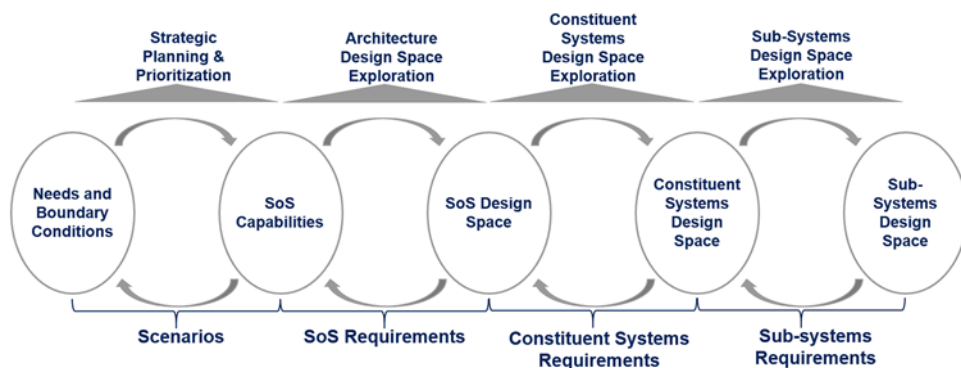 Strategic
Planning &
Prioritization
Architecture
Design Space
Exploration
Constituent
Systems
Design Space
Exploration
Sub-Systems
Design Space
Exploration
Needs and
Boundary
Conditions
SoS
Capabilities
SoS Design
Space
Constituent
Systems
Design
Space
Sub-
Systems
Design
Space
Scenarios
SoS Requirements
Constituent Systems
Requirements
Sub-systems
Requirements